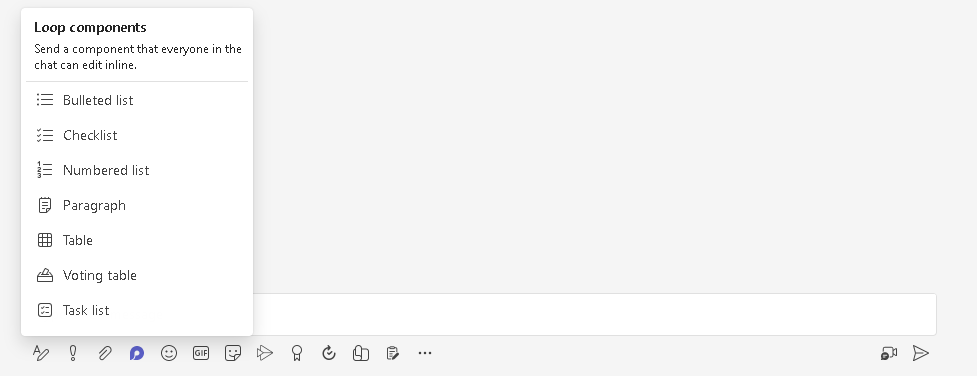 Loop components
Send a component that everyone in the
chat can edit inline.
Bulleted list
Checklist
Numbered list
Paragraph
Table
Voting table
Task list
GIF